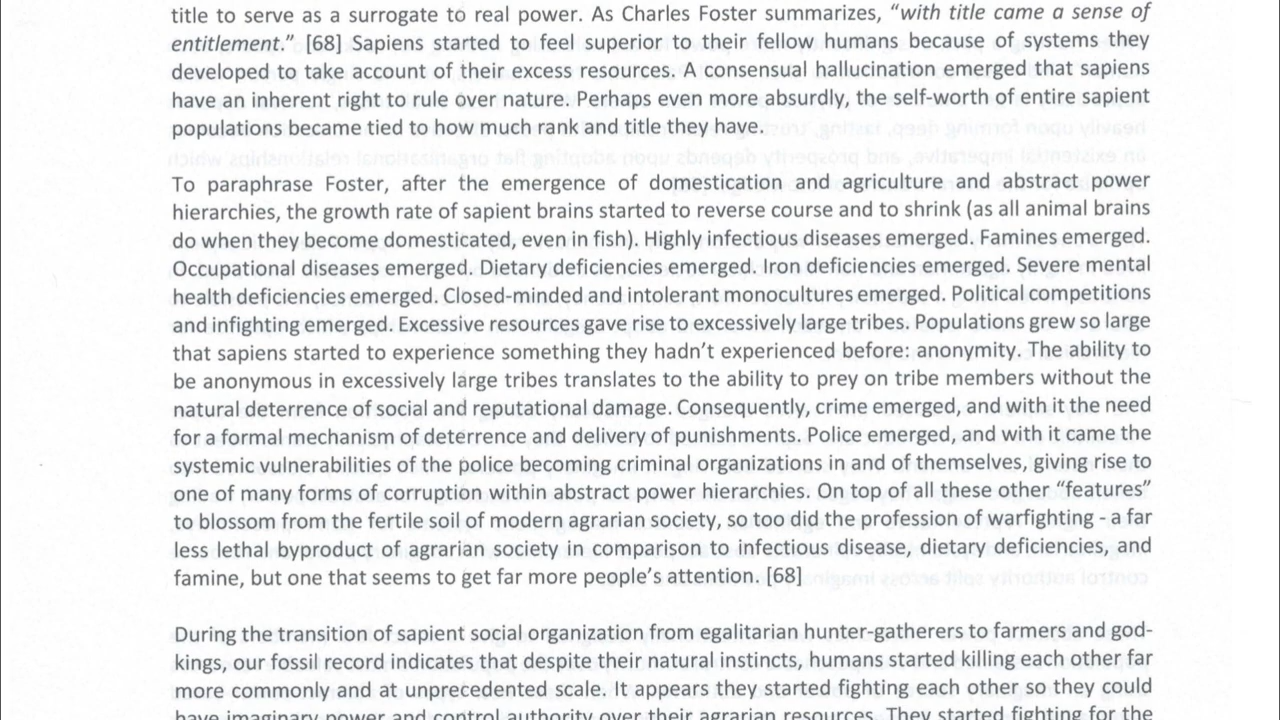 title to serve as a surrogate to real power. As Charles Foster summarizes, “with title came a sense of
entitlement.” [68] Sapiens started to feel superior to their fellow humans because of systems they
developed to take account of their excess resources. A consensual hallucination emerged that sapiens
have an inherent right to rule over nature. Perhaps even more absurdly, the self-worth of entire sapient
populations became tied to how much rank and title they have.
To paraphrase Foster, after the emergence of domestication and agriculture and abstract power
hierarchies, the growth rate of sapient brains started to reverse course and to shrink (as all animal brains
do when they become domesticated, even in fish). Highly infectious diseases emerged. Famines emerged.
Occupational diseases emerged. Dietary deficiencies emerged. Iron deficiencies emerged. Severe mental
health deficiencies emerged. Closed-minded and intolerant monocultures emerged. Political competitions
and infighting emerged. Excessive resources gave rise to excessively large tribes. Populations grew so large
that sapiens started to experience something they hadn’t experienced before: anonymity. The ability to
be anonymous in excessively large tribes translates to the ability to prey on tribe members without the
natural deterrence of social and reputational damage. Consequently, crime emerged, and with it the need
for a formal mechanism of deterrence and delivery of punishments. Police emerged, and with it came the
systemic vulnerabilities of the police becoming criminal organizations in and of themselves, giving rise to
one of many forms of corruption within abstract power hierarchies. On top of all these other “features”
to blossom from the fertile soil of modern agrarian society, so too did the profession of warfighting - a far
less lethal byproduct of agrarian society in comparison to infectious disease, dietary deficiencies, and
famine, but one that seems to get far more people’s attention. [68]
During the transition of sapient social organization from egalitarian hunter-gatherers to farmers and god-
kings, our fossil record indicates that despite their natural instincts, humans started killing each other far
more commonly and at unprecedented scale. It appears they started fighting each other so they could
have imaginary power and control authority over their agrarian resources. They started fighting for the